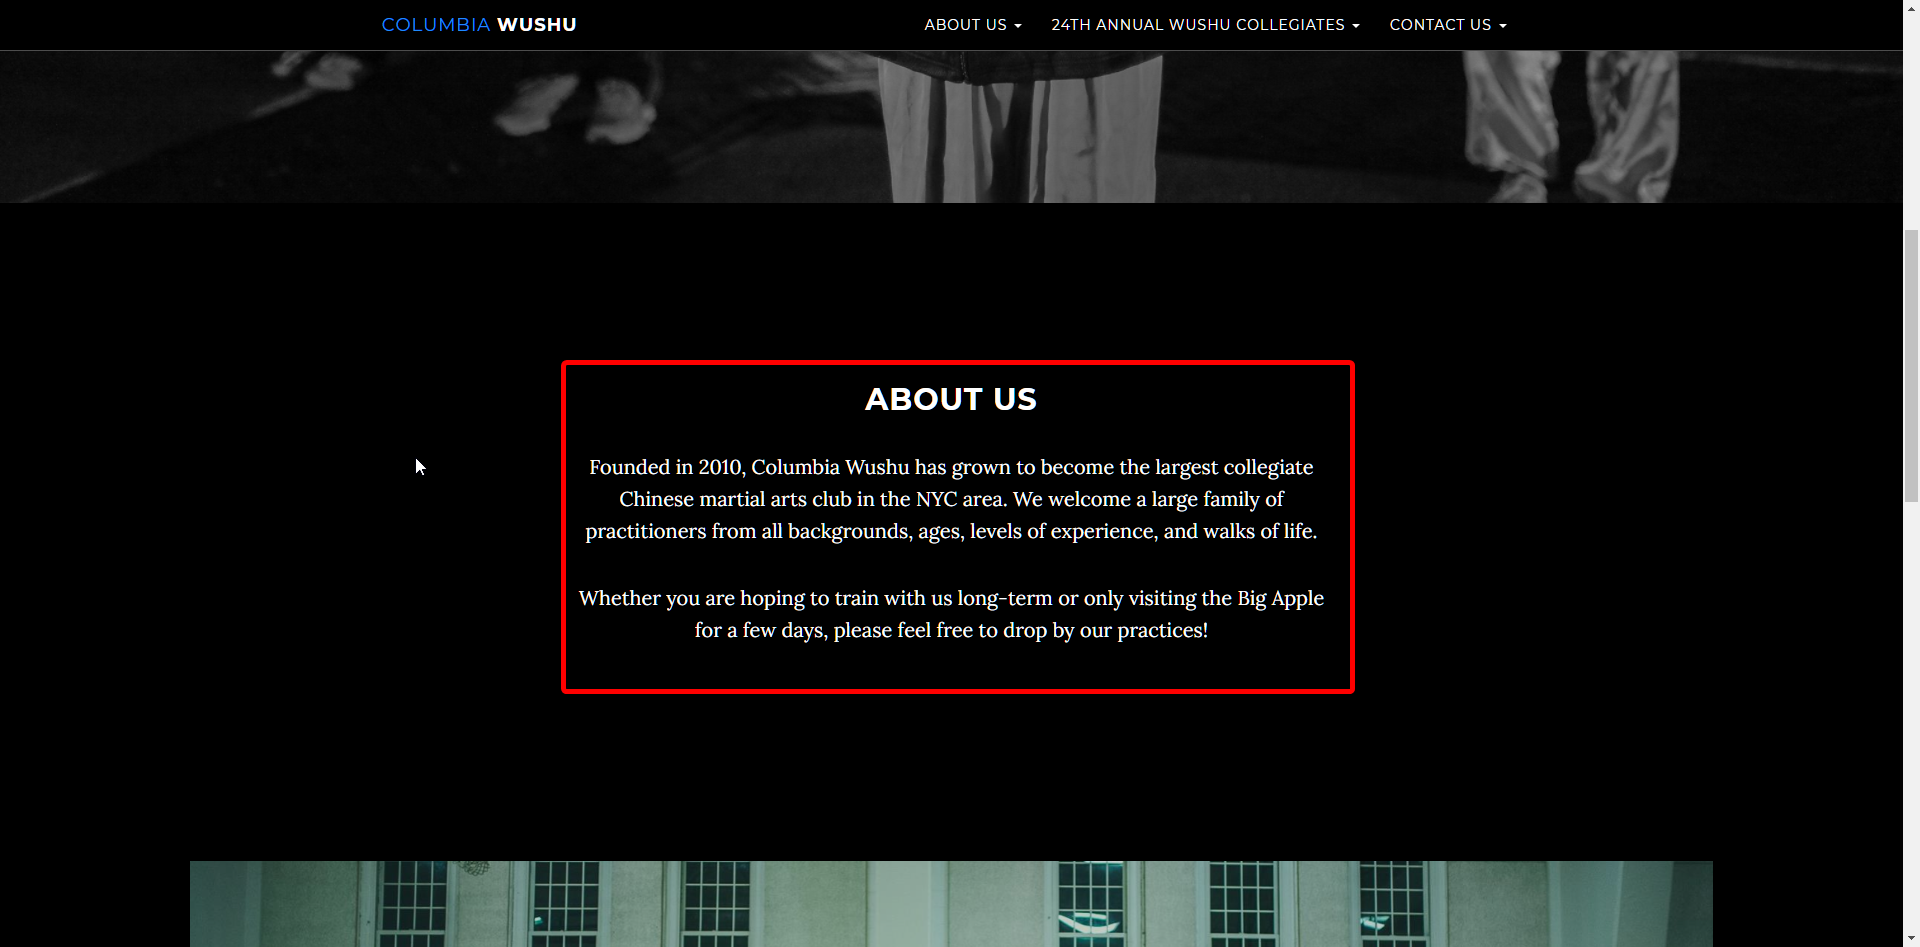 COLUMBIA WUSHU ABOUT US 24TH ANNUAL WUSHU COLLEGIATES CONTACT US
ABOUT US
Founded in 2010, Columbia Wushu has grown to become the largest collegiate
Chinese martial arts club in the NYC area. We welcome a large family of
practitioners from all backgrounds, ages, levels of experience, and walks of life.
Whether you are hoping to train with us long-term or only visiting the Big Apple
for a few days, please feel free to drop by our practices!